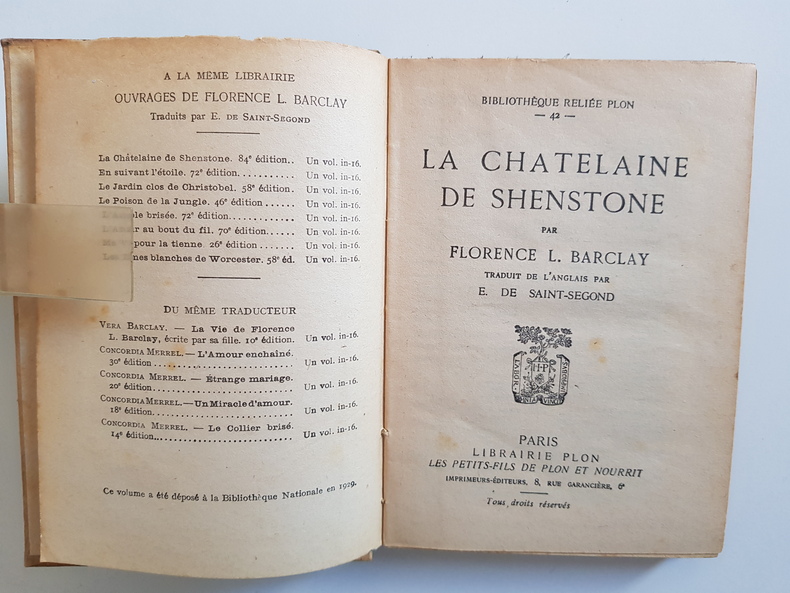 A LA MÊME LIBRAIRIE
OUVRAGES DE FLORENCE L. BARCLAY
Traduits par E. DE SAINT-SEGOND
La Châtelaine de Shenstone. 84e édition.. Un vol. in-16.
En suivant l'étoile. 72e édition.......... Un vol. in-16.
Le Jardin clos de Christobel. 58e édition. Un vol. in-16.
Le Poison de la Jungle. 46e édition...... Un vol. in-16.
brisée. 72e édition............ Un vol. in-16.
au bout du fil. 70e édition...... Un vol. in-16.
pour la tienne. 26e édition ....... Un vol. in-16.
blanches de Worcester. 58e éd. Un vol. in-16.
DU MÊME TRADUCTEUR
VERA BARCLAY. — La Vie de Florence
L. Barclay, écrite par sa fille. 10e édition. Un vol. in-16.
CONCORDIA MERREL. — L'Amour enchaîné.
30e édition ........................ Un vol. in-16.
CONCORDIA MERREL. — Étrange mariage.
20e édition........................ Un vol. in-16.
CONCORDIA MERREL. — Un Miracle d'amour.
18e édition........................ Un vol. in-16.
CONCORDIA MERREL. — Le Collier brisé.
14e édition........................ Un vol. in-16.
Ce volume a été déposé à la Bibliothèque Nationale en 1929.
BIBLIOTHÈQUE RELIÉE PLON
— 42 —
LA CHATELAINE
DE SHENSTONE
PAR
FLORENCE L. BARCLAY
TRADUIT DE L'ANGLAIS PAR
E. DE SAINT-SEGOND
H·P
LABOR
PARIS
LIBRAIRIE PLON
LES PETITS-FILS DE PLON ET NOURRIT
IMPRIMEURS-ÉDITEURS, 8, RUE GARANCIÈRE, 6e
Tous droits réservés